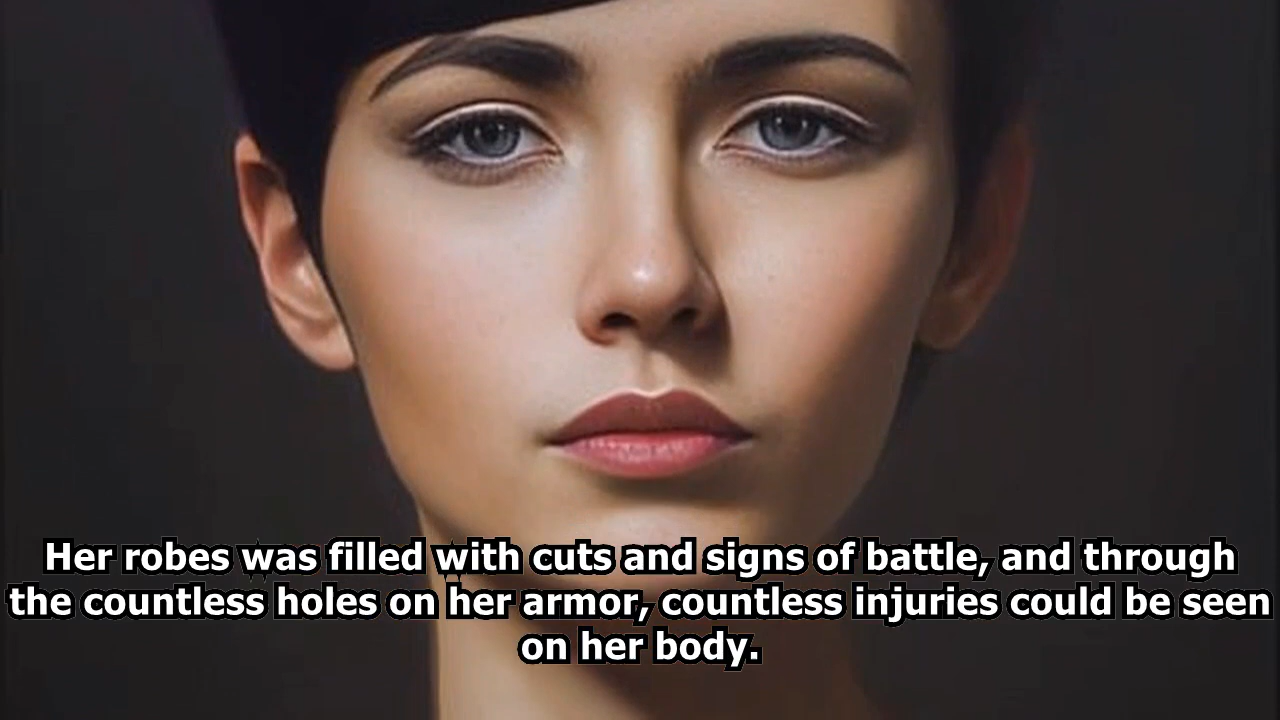 Her robes was filled with cuts and signs of battle, and through
the countless holes on her armor, countless injuries could be seen
on her body.